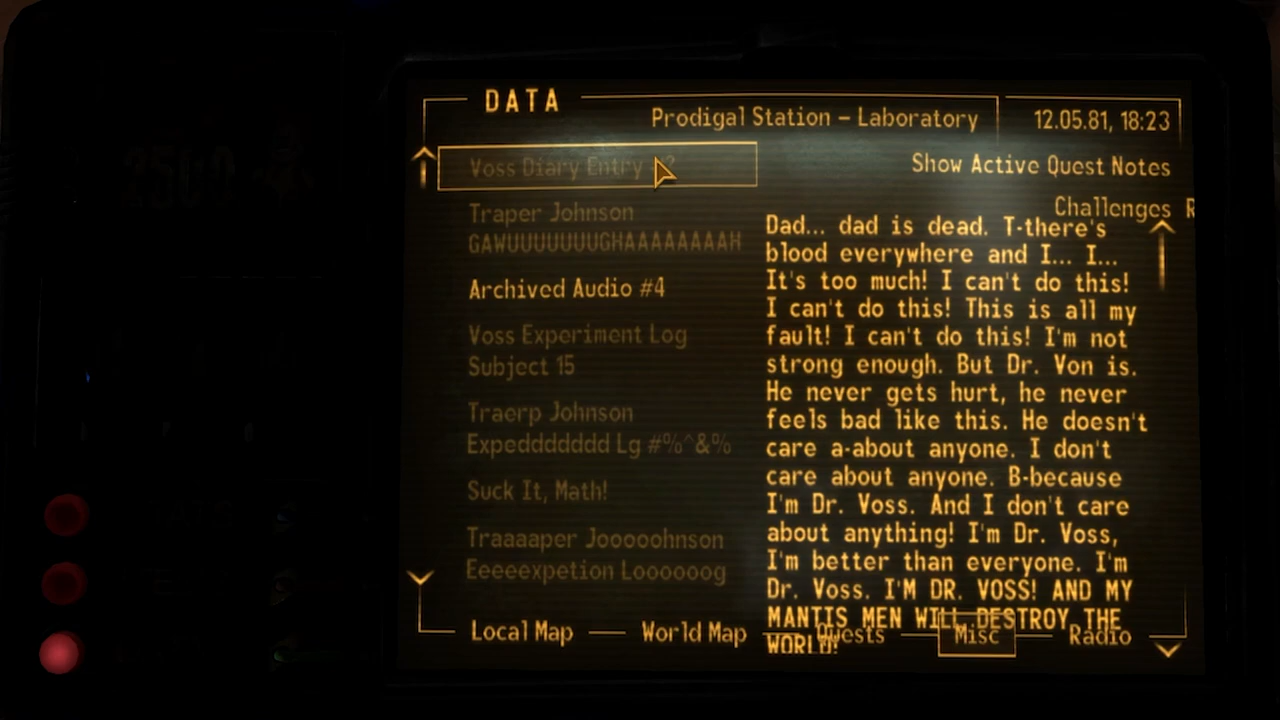 DATA
Prodigal Station – Laboratory
12.05.81, 18:23
Voss Diary Entry
Show Active Quest Notes
Challenges R
Traper Johnson
GAWUUUUUUUGHAAAAAAAAH
Archived Audio #4
Voss Experiment Log
Subject 15
Traerp Johnson
Expedddddddd Lg #%^&%
Suck It, Math!
Traaaaper Jooooohnson
Eeeeexpetion Loooooog
Dad... dad is dead. T-there's
blood everywhere and I... I...
It's too much! I can't do this!
I can't do this! This is all my
fault! I can't do this! I'm not
strong enough. But Dr. Von is.
He never gets hurt, he never
feels bad like this. He doesn't
care a-about anyone. I don't
care about anyone. B-because
I'm Dr. Voss. And I don't care
about anything! I'm Dr. Voss,
I'm better than everyone. I'm
Dr. Voss. I'M DR. VOSS! AND MY
MANTIS MEN WILL DESTROY THE
WORLD!
Local Map
World Map
Quests
Misc
Radio